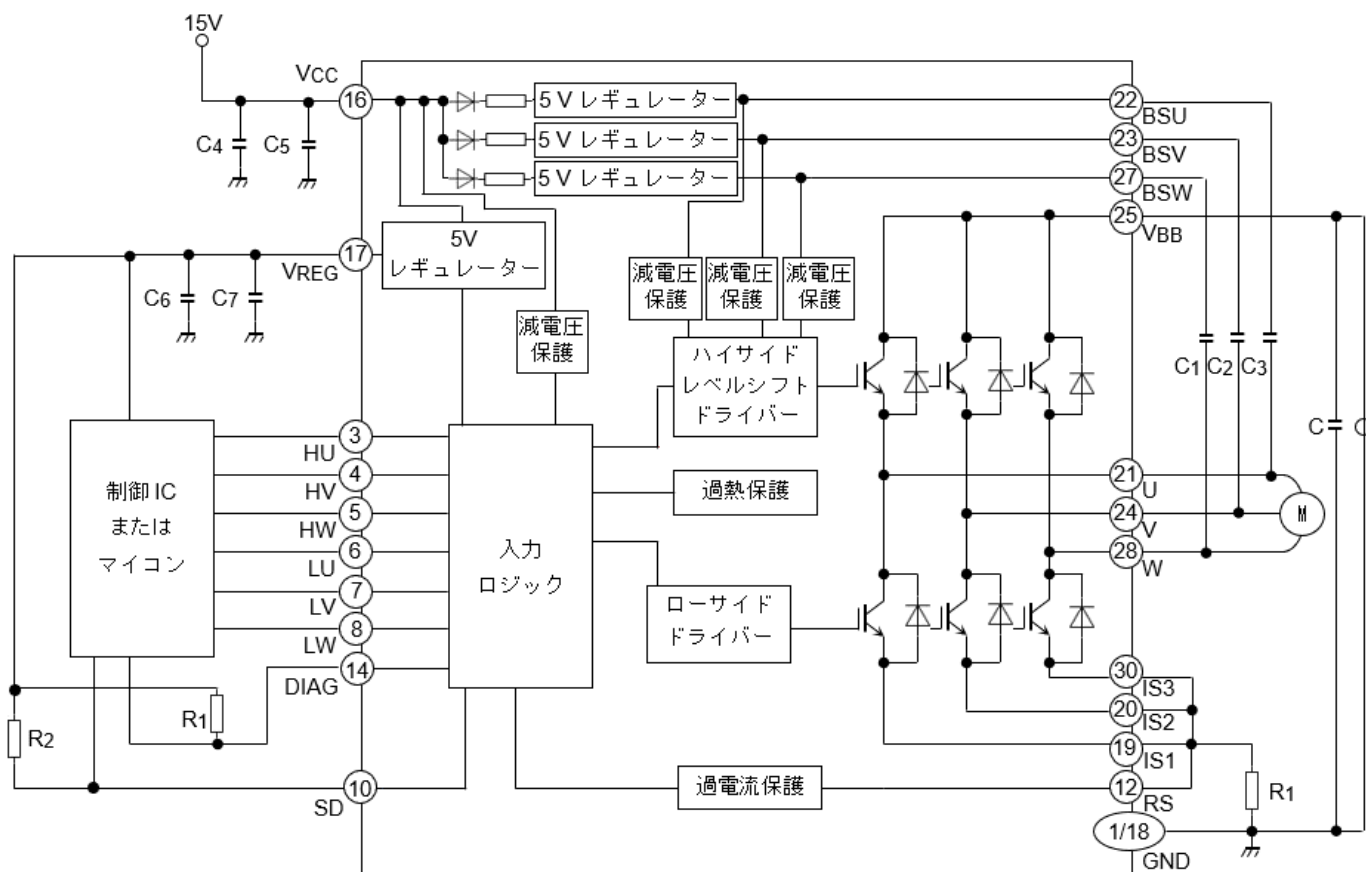 15V
VCC
16
C4
C5
5Vレギュレーター
5Vレギュレーター
5Vレギュレーター
22
BSU
23
BSV
27
BSW
25
VBB
17
VREG
C6
C7
5V
レギュレーター
減電圧
保護
減電圧
保護
減電圧
保護
減電圧
保護
ハイサイド
レベルシフト
ドライバー
C1
C2
C3
C
制御IC
または
マイコン
3
HU
4
HV
5
HW
6
LU
7
LV
8
LW
14
DIAG
入力
ロジック
過熱保護
ローサイド
ドライバー
21
U
24
V
28
W
M
30
IS3
20
IS2
19
IS1
12
RS
R1
R2
10
SD
過電流保護
R1
1/18
GND